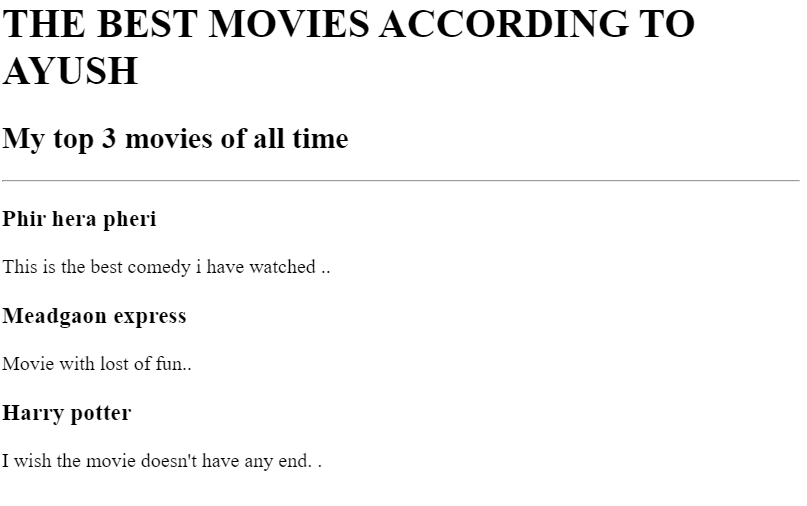 THE BEST MOVIES ACCORDING TO
AYUSH
My top 3 movies of all time
Phir hera pheri
This is the best comedy i have watched ..
Meadgaon express
Movie with lost of fun..
Harry potter
I wish the movie doesn't have any end. .